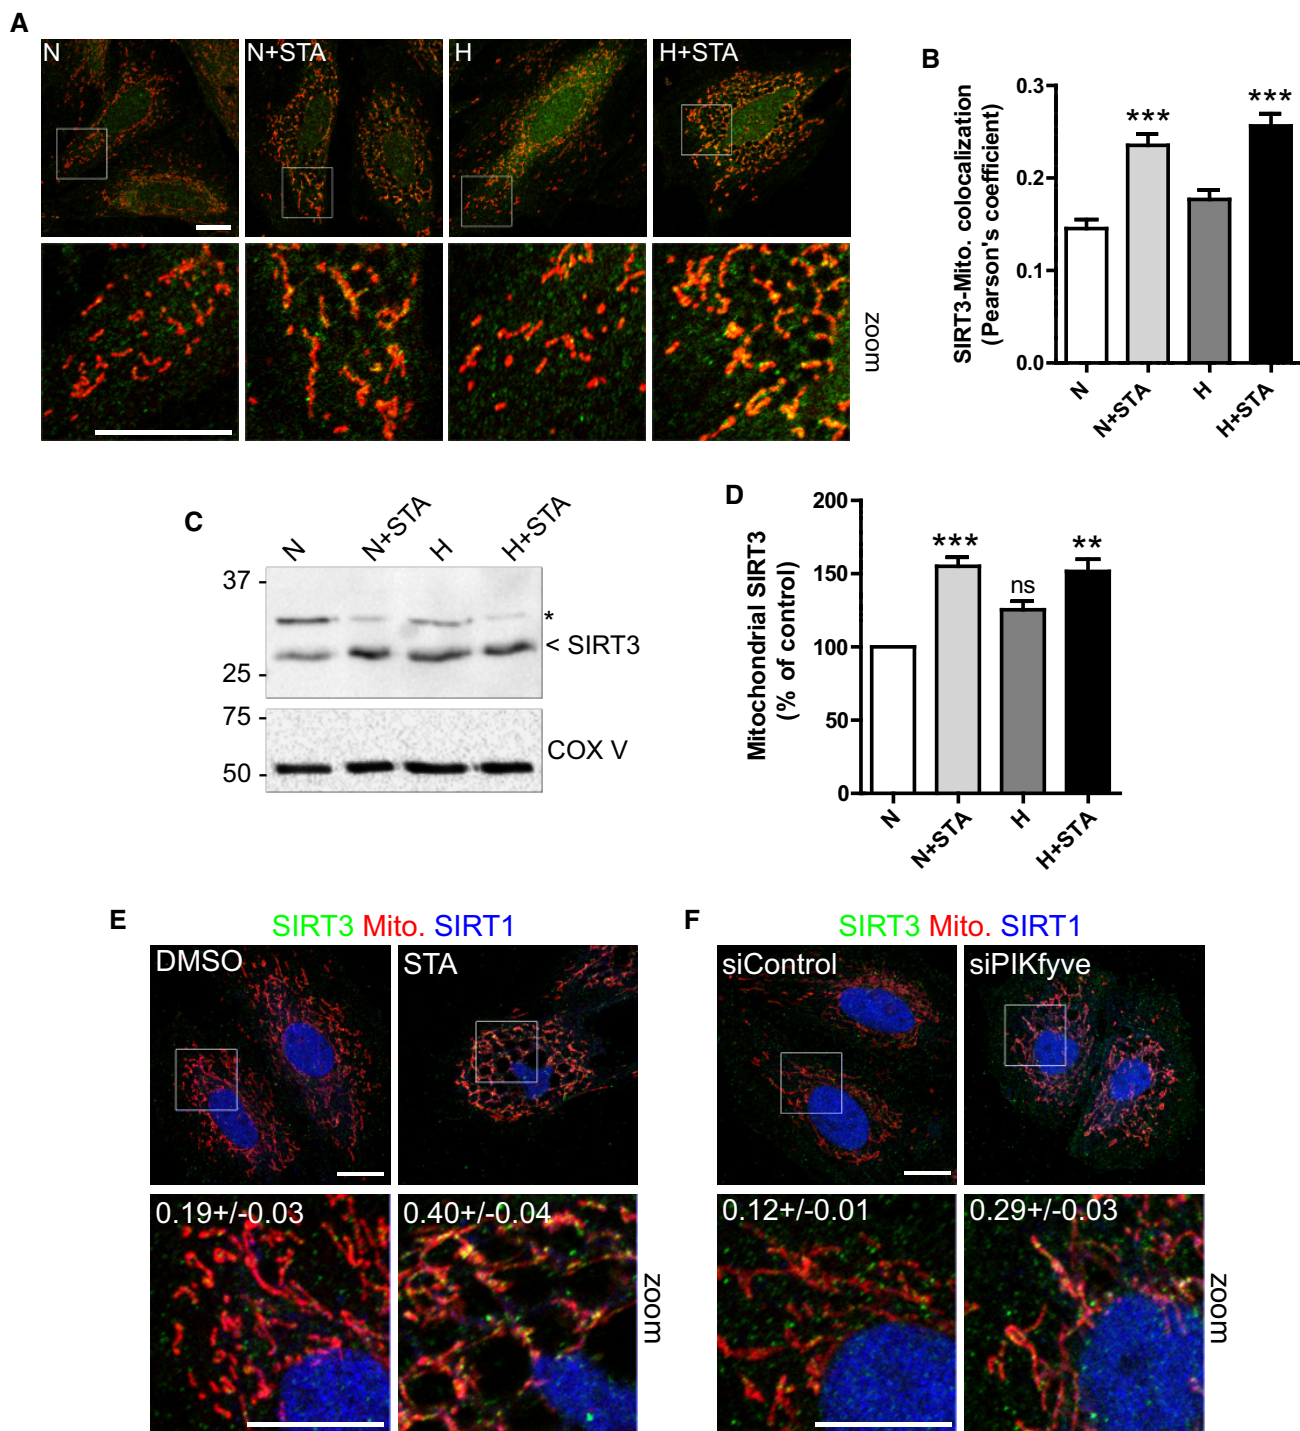 A
N
N+STA
H
H+STA
zoom
B
SIRT3-Mito. colocalization
(Pearson's coefficient)
0.3
0.2
0.1
0.0
***
***
N
N+STA
H
H+STA
C
N
N+STA
H
H+STA
37
*
< SIRT3
25
75
COX V
50
D
Mitochondrial SIRT3
(% of control)
200
150
100
50
0
***
ns
**
N
N+STA
H
H+STA
E
SIRT3 Mito. SIRT1
DMSO
STA
0.19+/-0.03
0.40+/-0.04
zoom
F
SIRT3 Mito. SIRT1
siControl
siPIKfyve
0.12+/-0.01
0.29+/-0.03
zoom